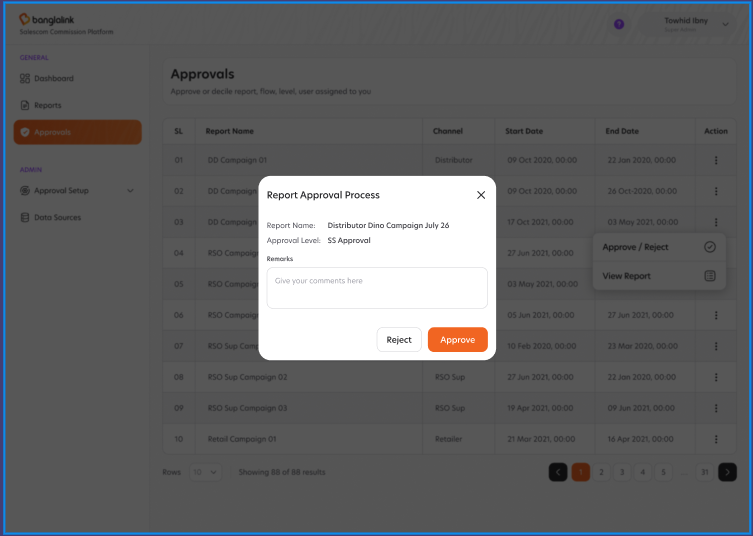 banglalink
Salescom Commission Platform
?
Towhid Ibny
Super Admin
GENERAL
Dashboard
Reports
Approvals
ADMIN
Approval Setup
Data Sources
Approvals
Approve or decile report, flow, level, user assigned to you
SL Report Name Channel Start Date End Date Action
01 DD Campaign 01 Distributor 09 Oct 2020, 00:00 22 Jan 2020, 00:00
02 DD Campaign 09 Oct 2020, 00:00 26 Oct-2020, 00:00
03 DD Campaign 17 Oct 2021, 00:00 03 May 2021, 00:00
04 RSO Campaign 27 Jun 2021, 00:00
05 RSO Campaign 03 May 2021, 00:00
06 RSO Campaign 05 Jun 2021, 00:00 27 Jun 2021, 00:00
07 RSO Sup Cam 10 Feb 2020, 00:00 23 Mar 2020, 00:00
08 RSO Sup Campaign 02 RSO Sup 27 Jun 2021, 00:00 22 Jan 2020, 00:00
09 RSO Sup Campaign 03 RSO Sup 19 Apr 2021, 00:00 09 Jun 2021, 00:00
10 Retail Campaign 01 Retailer 21 Mar 2021, 00:00 16 Apr 2021, 00:00
Approve / Reject
View Report
Report Approval Process
Report Name: Distributor Dino Campaign July 26
Approval Level: SS Approval
Remarks
Give your comments here
Reject Approve
Rows 10 Showing 88 of 88 results 1 2 3 4 5 ... 31